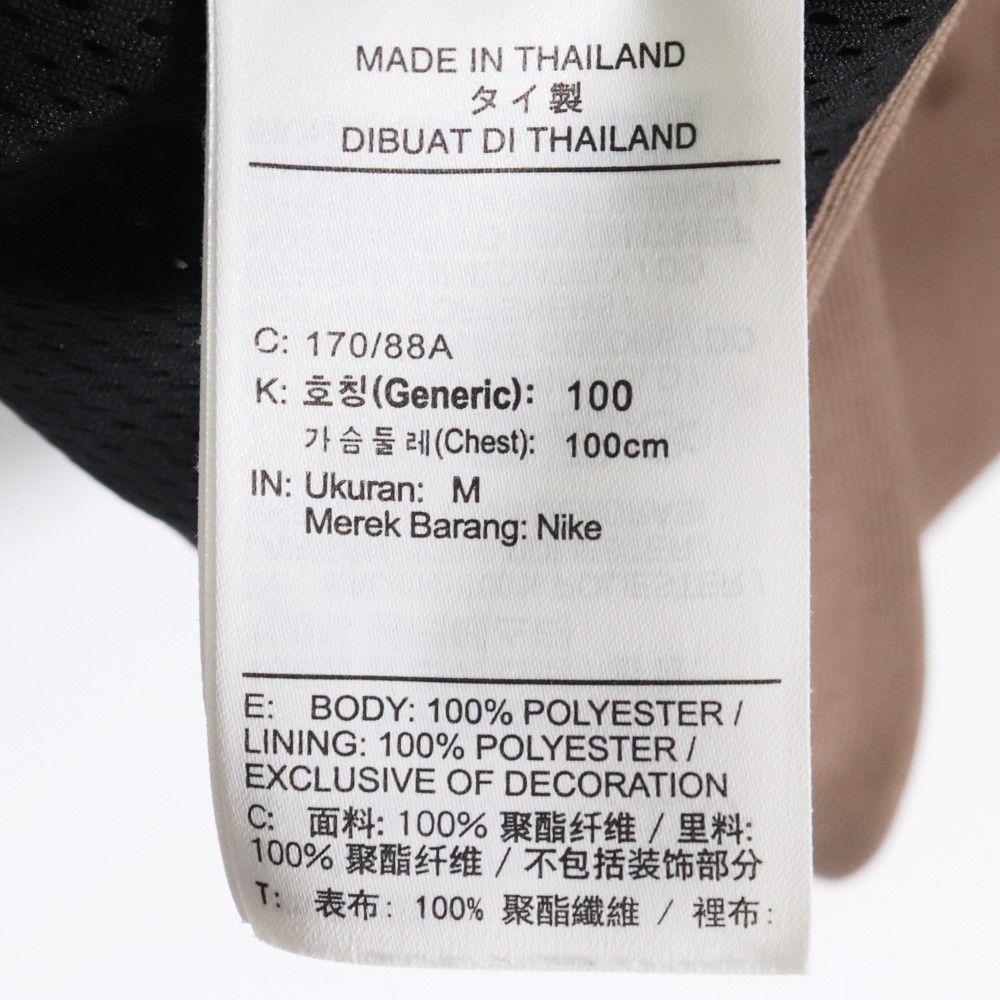 MADE IN THAILAND
タイ製
DIBUAT DI THAILAND
C: 170/88A
K: 호칭(Generic): 100
가슴둘레(Chest): 100cm
IN: Ukuran: M
Merek Barang: Nike
E: BODY: 100% POLYESTER /
LINING: 100% POLYESTER /
EXCLUSIVE OF DECORATION
C: 面料: 100% 聚酯纤维 / 里料:
100% 聚酯纤维 / 不包括装饰部分
T: 表布: 100% 聚酯纖維 / 裡布: